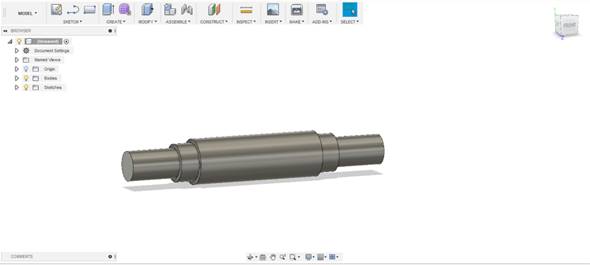 MODEL
SKETCH CREATE MODIFY ASSEMBLE CONSTRUCT INSPECT INSERT MAKE ADD-INS SELECT
BROWSER
(Unsaved)
Document Settings
Named Views
Origin
Bodies
Sketches
FRONT
COMMENTS